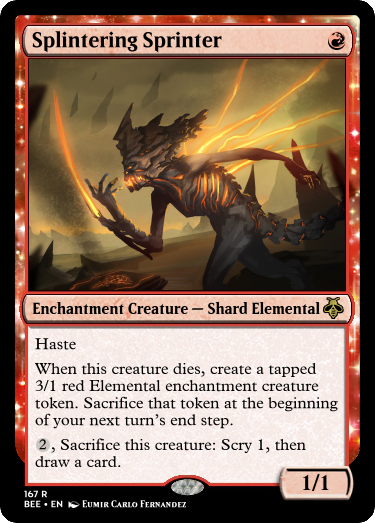 Splintering Sprinter
Enchantment Creature — Shard Elemental
Haste
When this creature dies, create a tapped
3/1 red Elemental enchantment creature
token. Sacrifice that token at the beginning
of your next turn's end step.
2, Sacrifice this creature: Scry 1, then
draw a card.
1/1
167 R
BEE • EN Eumir Carlo Fernandez